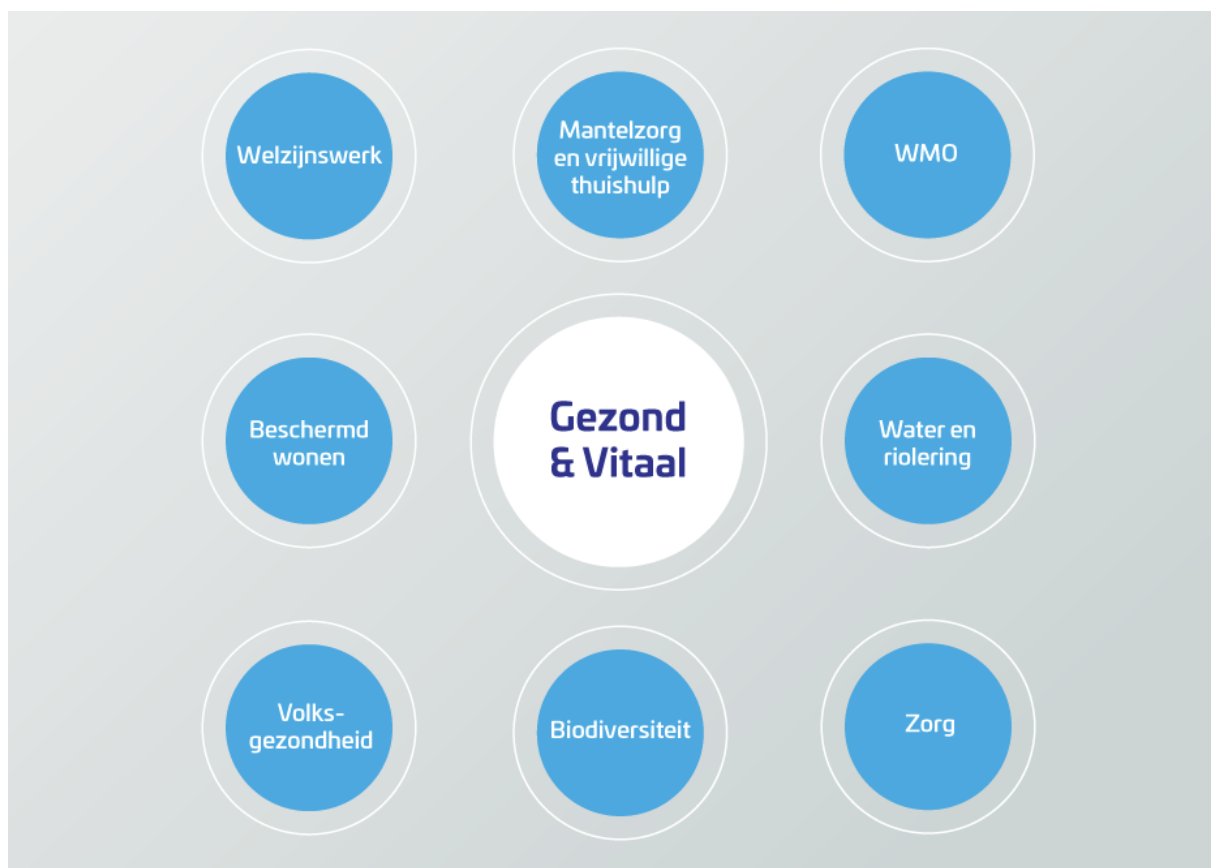 Welzijnswerk
Mantelzorg
en vrijwillige
thuishulp
WMO
Beschermd
wonen
Gezond
& Vitaal
Water en
riolering
Volks-
gezondheid
Biodiversiteit
Zorg